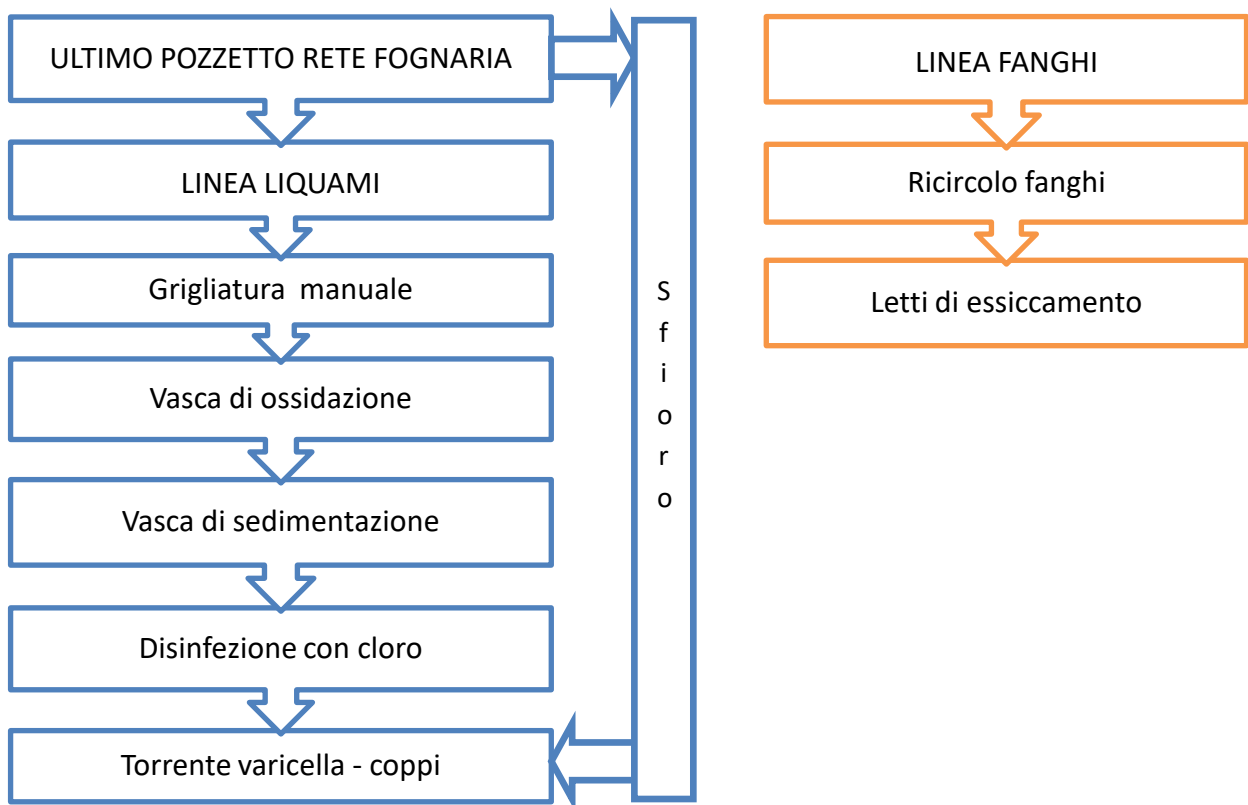 ULTIMO POZZETTO RETE FOGNARIA
LINEA LIQUAMI
Grigliatura  manuale
Vasca di ossidazione
Vasca di sedimentazione
Disinfezione con cloro
Torrente varicella - coppi
S
f
i
o
r
o
LINEA FANGHI
Ricircolo fanghi
Letti di essiccamento